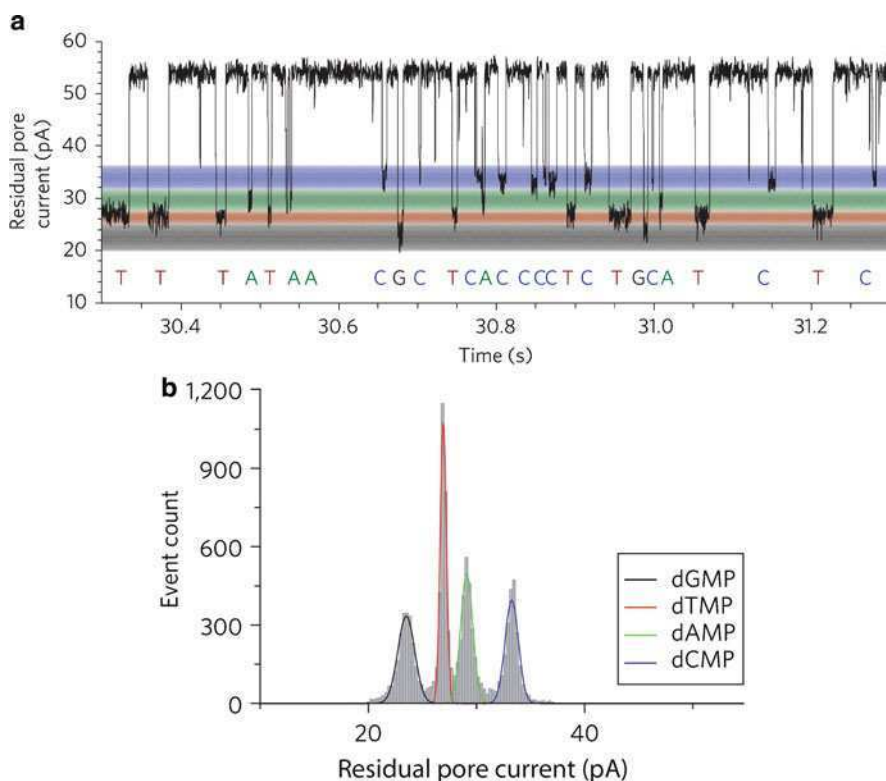 a
60
50
40
30
20
10
Residual pore
current (pA)
T T T A T A A C G C T C A C C C C T C T G C A T C T C
30.4 30.6 30.8 31.0 31.2
Time (s)
b
1,200
900
600
300
0
Event count
dGMP
dTMP
dAMP
dCMP
20 40
Residual pore current (pA)